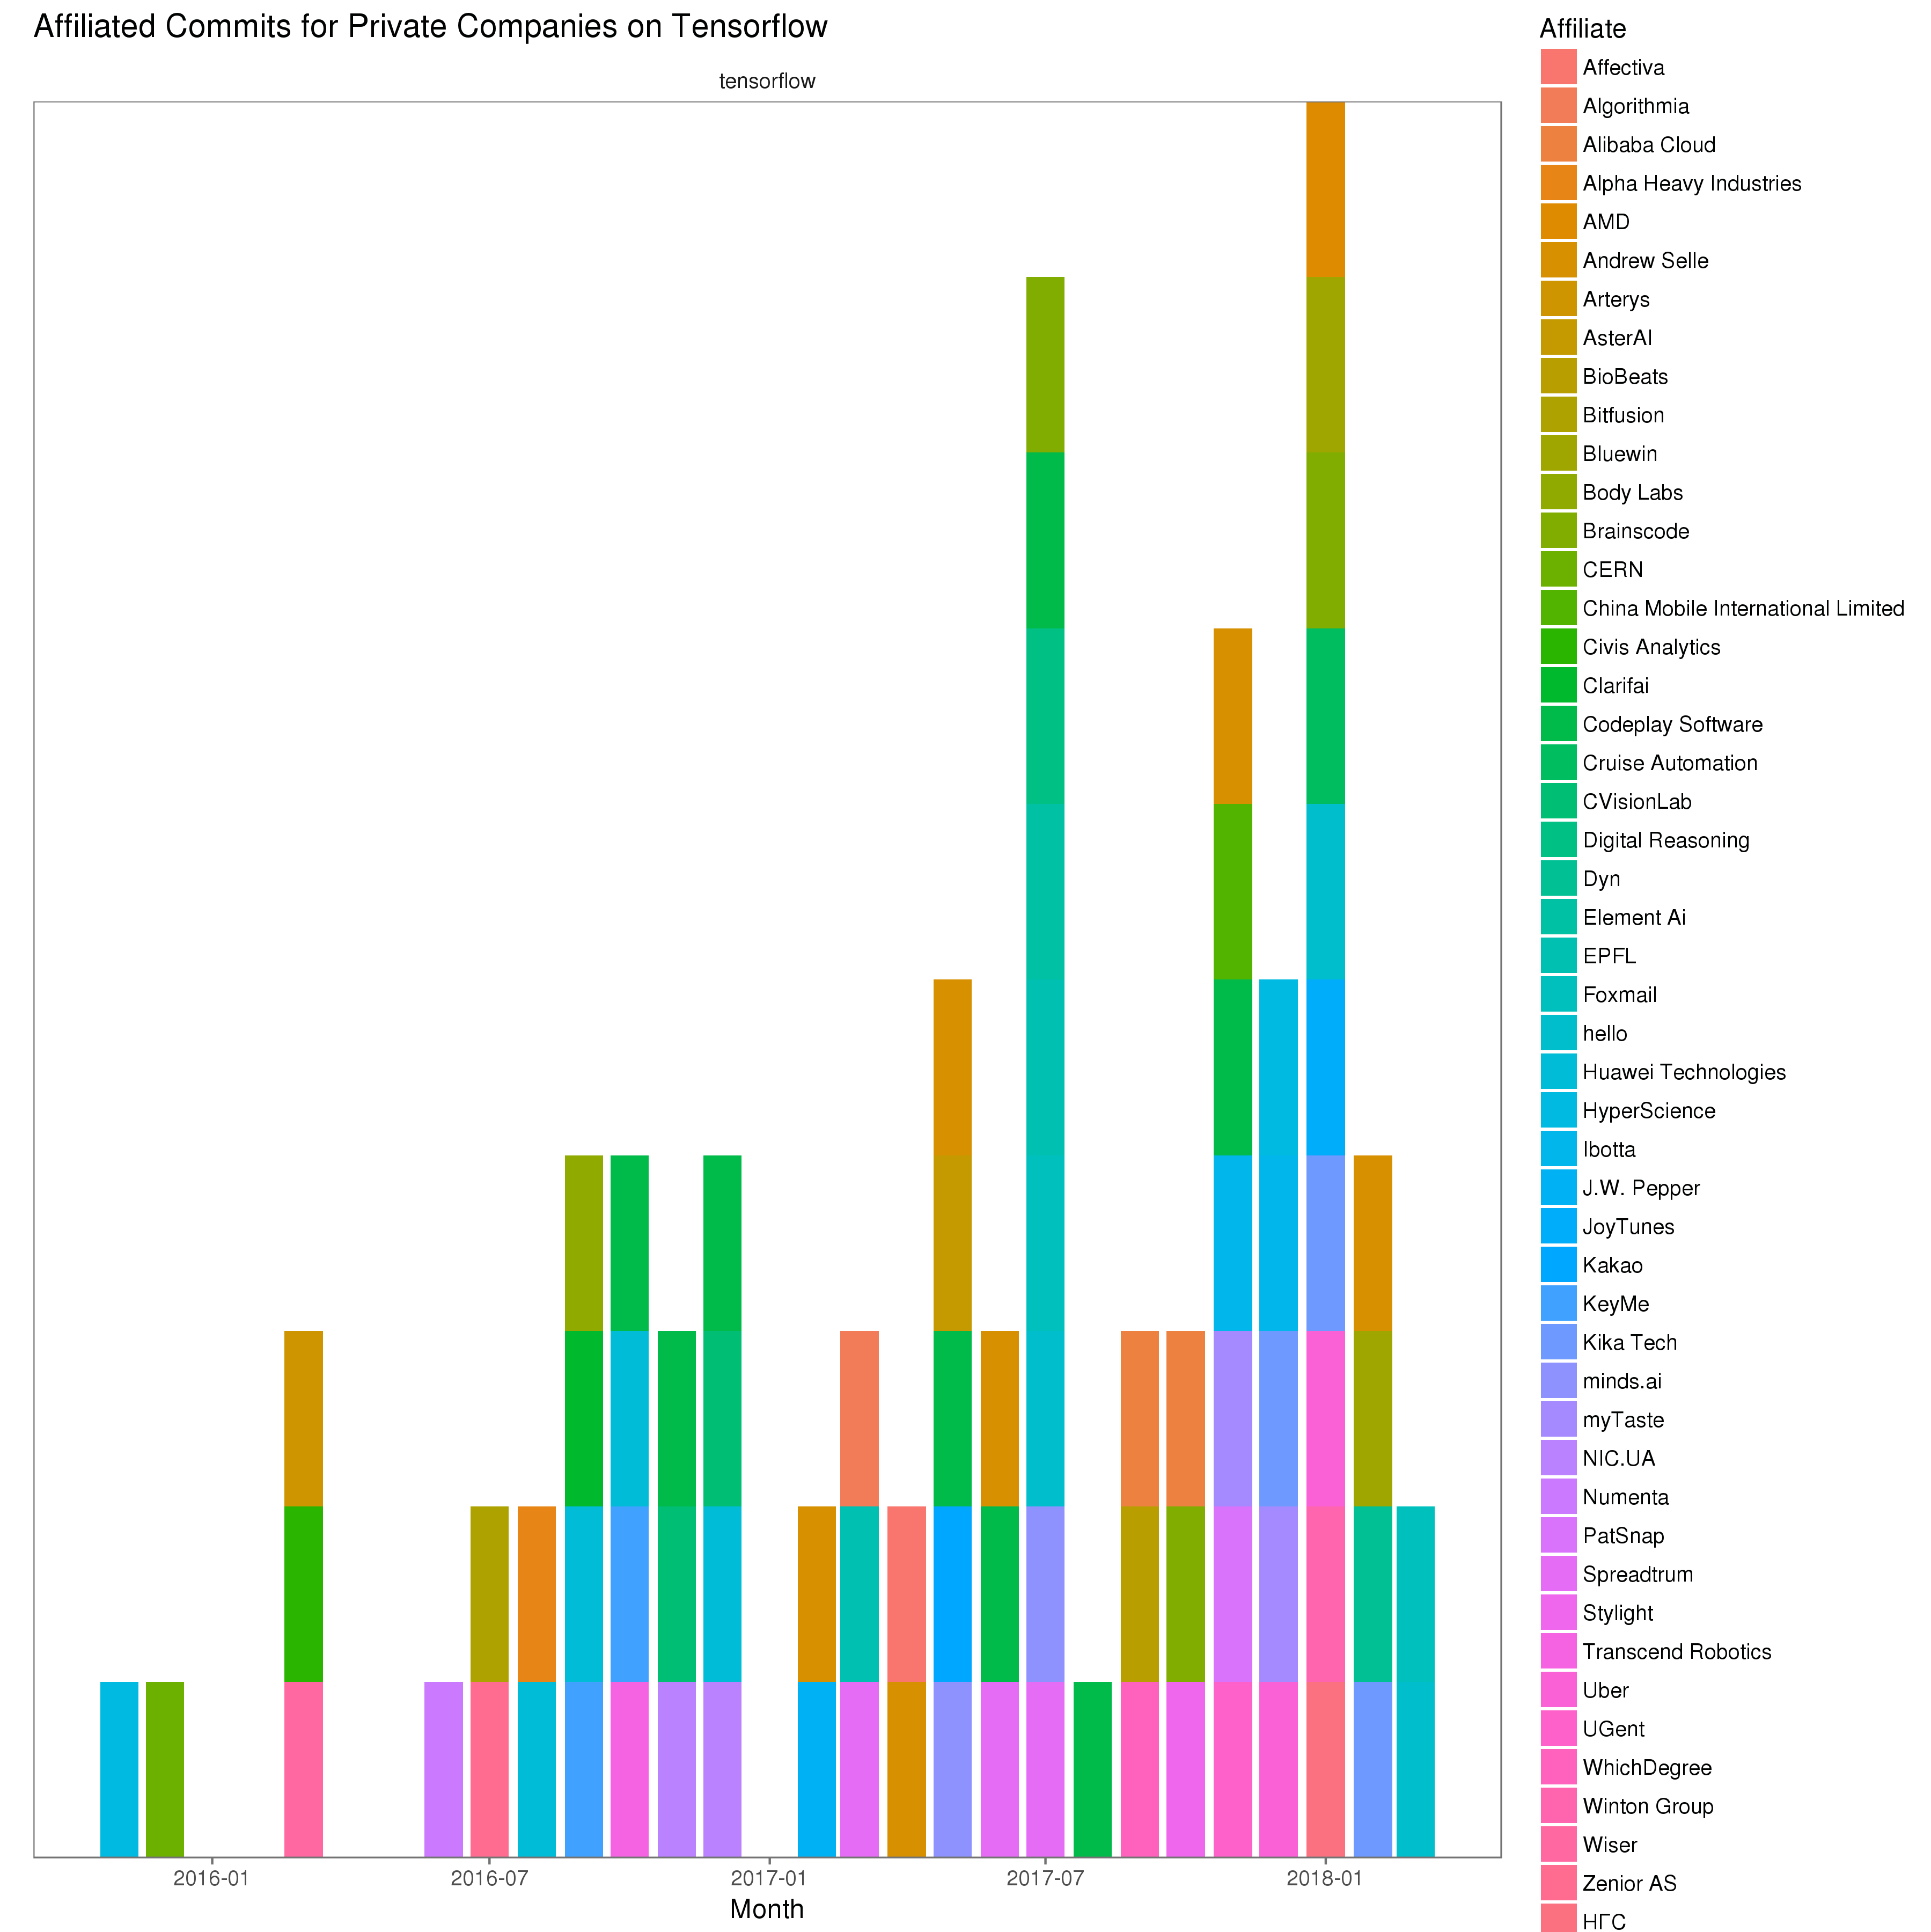 Affiliated Commits for Private Companies on Tensorflow
tensorflow
2016-01
2016-07
2017-01
2017-07
2018-01
Month
Affiliate
Affectiva
Algorithmia
Alibaba Cloud
Alpha Heavy Industries
AMD
Andrew Selle
Arterys
AsterAI
BioBeats
Bitfusion
Bluewin
Body Labs
Brainscode
CERN
China Mobile International Limited
Civis Analytics
Clarifai
Codeplay Software
Cruise Automation
CVisionLab
Digital Reasoning
Dyn
Element Ai
EPFL
Foxmail
hello
Huawei Technologies
HyperScience
Ibotta
J.W. Pepper
JoyTunes
Kakao
KeyMe
Kika Tech
minds.ai
myTaste
NIC.UA
Numenta
PatSnap
Spreadtrum
Stylight
Transcend Robotics
Uber
UGent
WhichDegree
Winton Group
Wiser
Zenior AS
НГС